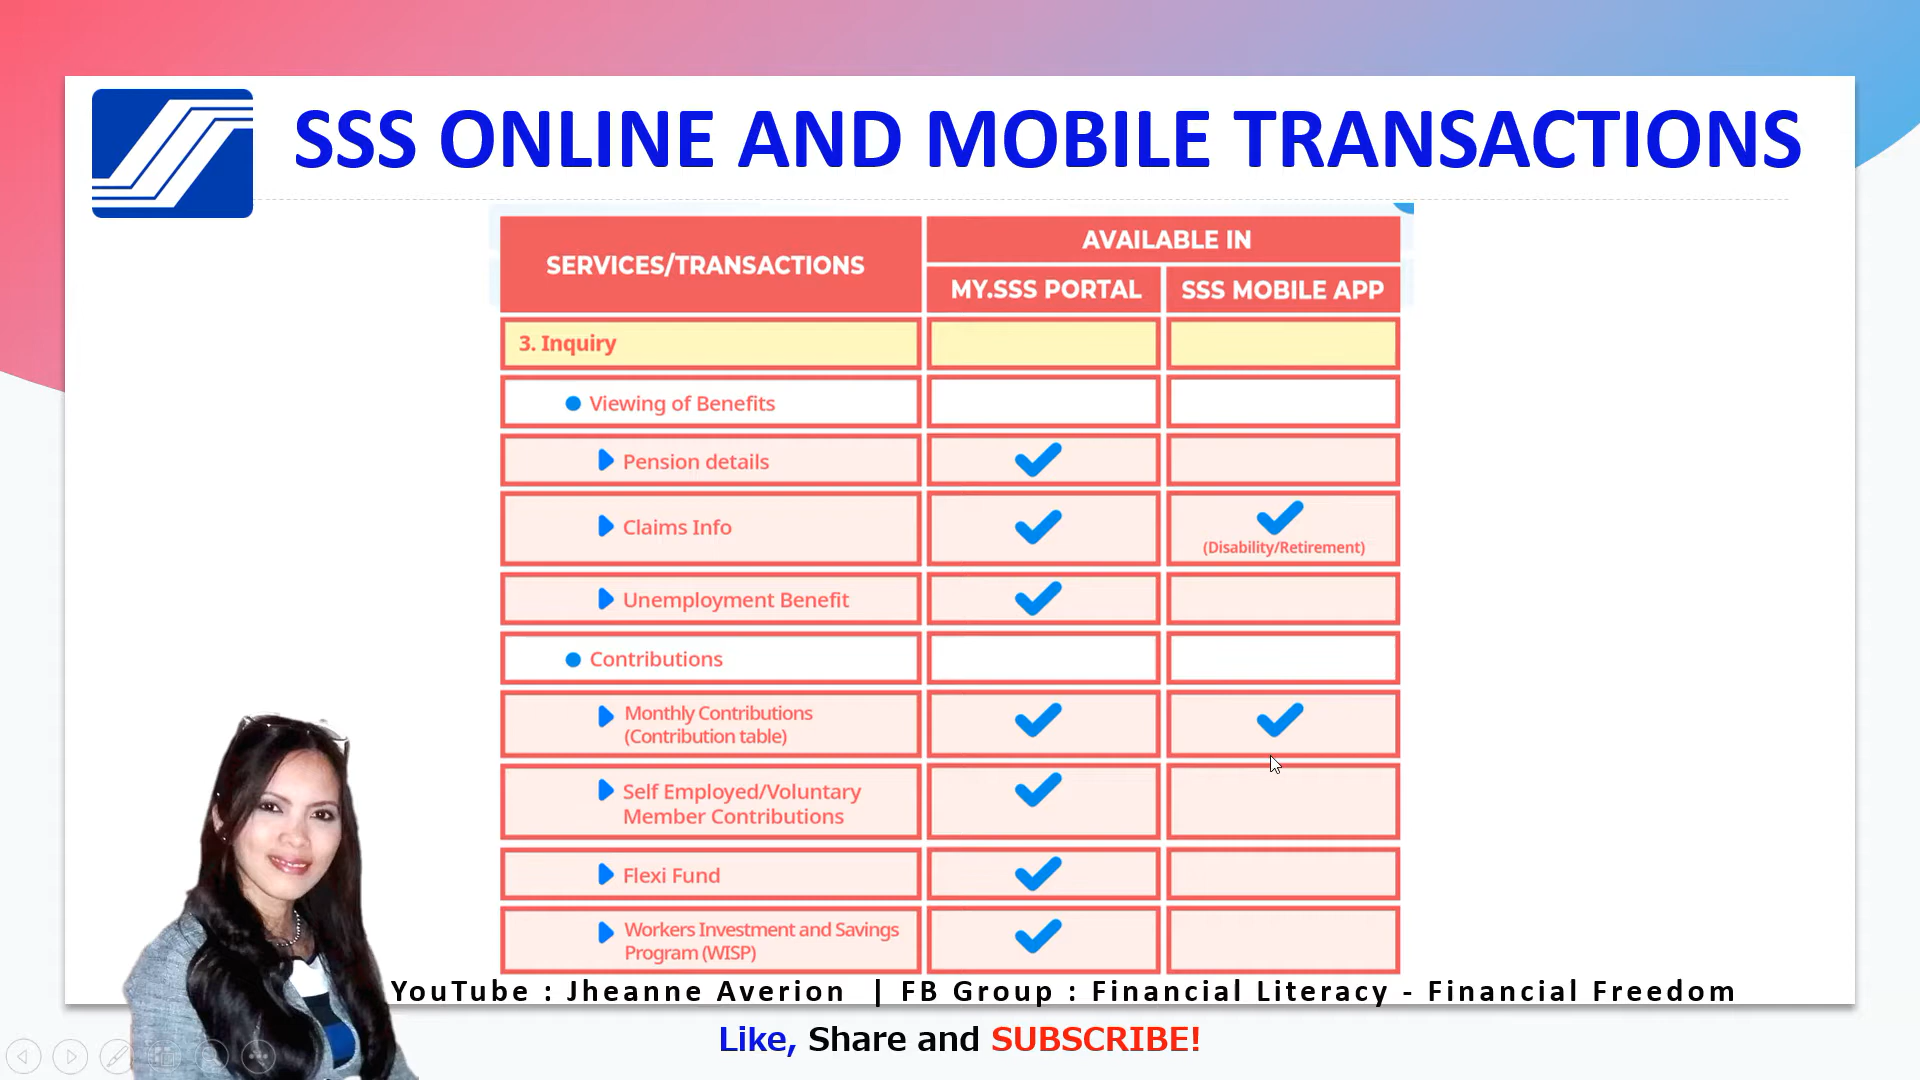 SSS ONLINE AND MOBILE TRANSACTIONS
SERVICES/TRANSACTIONS
AVAILABLE IN
MY.SSS PORTAL
SSS MOBILE APP
3. Inquiry
Viewing of Benefits
Pension details
Claims Info
(Disability/Retirement)
Unemployment Benefit
Contributions
Monthly Contributions
(Contribution table)
Self Employed/Voluntary
Member Contributions
Flexi Fund
Workers Investment and Savings
Program (WISP)
YouTube : Jheanne Averion | FB Group : Financial Literacy - Financial Freedom
Like, Share and SUBSCRIBE!